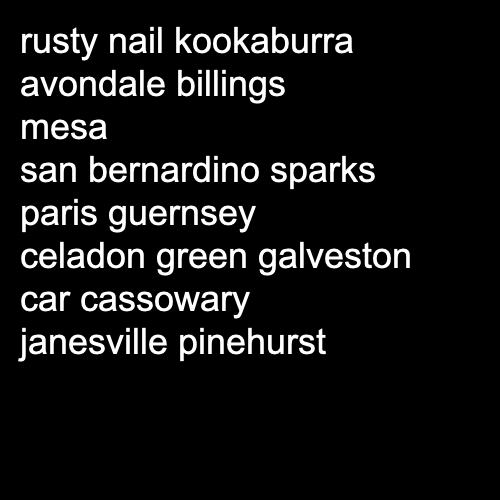 rusty nail kookaburra
avondale billings
mesa
san bernardino sparks
paris guernsey
celadon green galveston
car cassowary
janesville pinehurst